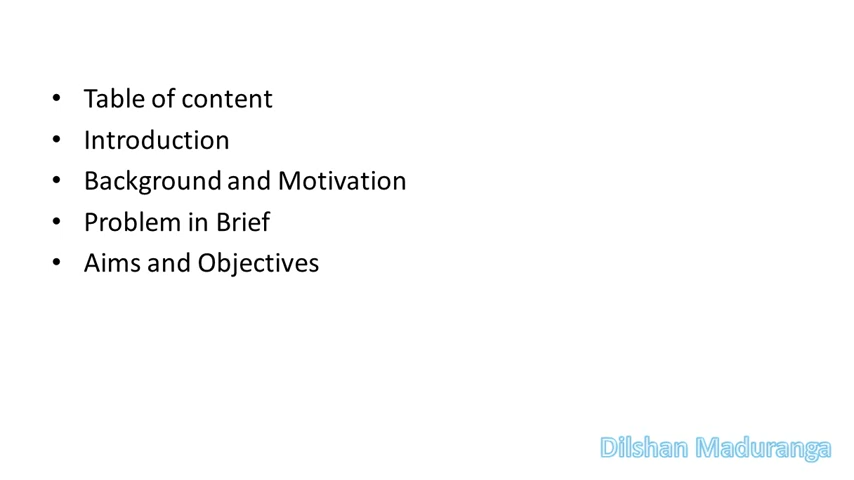 • Table of content
• Introduction
• Background and Motivation
• Problem in Brief
• Aims and Objectives
Dilshan Maduranga